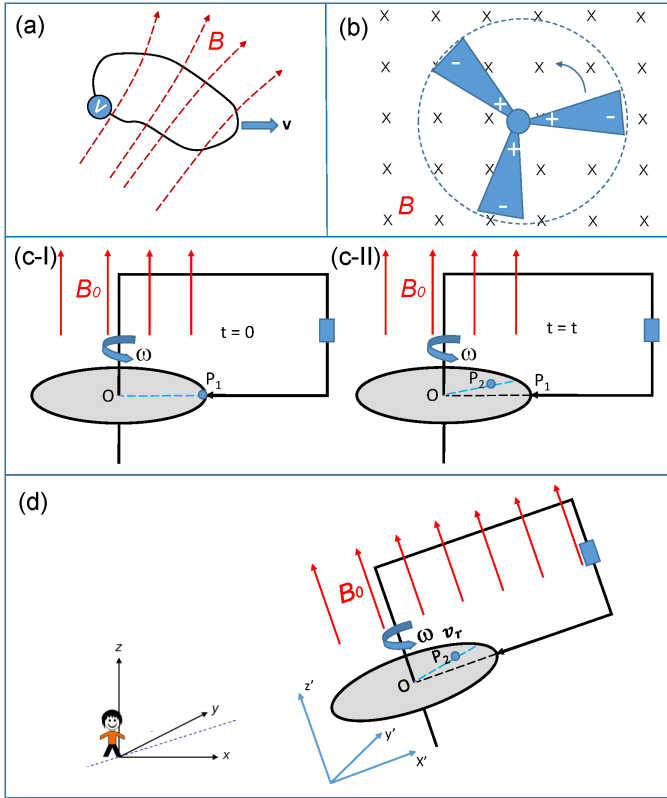 (a)
B
V
v
(b)
X X X X X
X X X X
- + + - X
X + X
-
B X X X X X
(c-I)
B0
t = 0
ω
P1
O
(c-II)
B0
t = t
ω
P2
P1
O
(d)
B0
ω vr
P2
O
z
y
x
z'
y'
X'